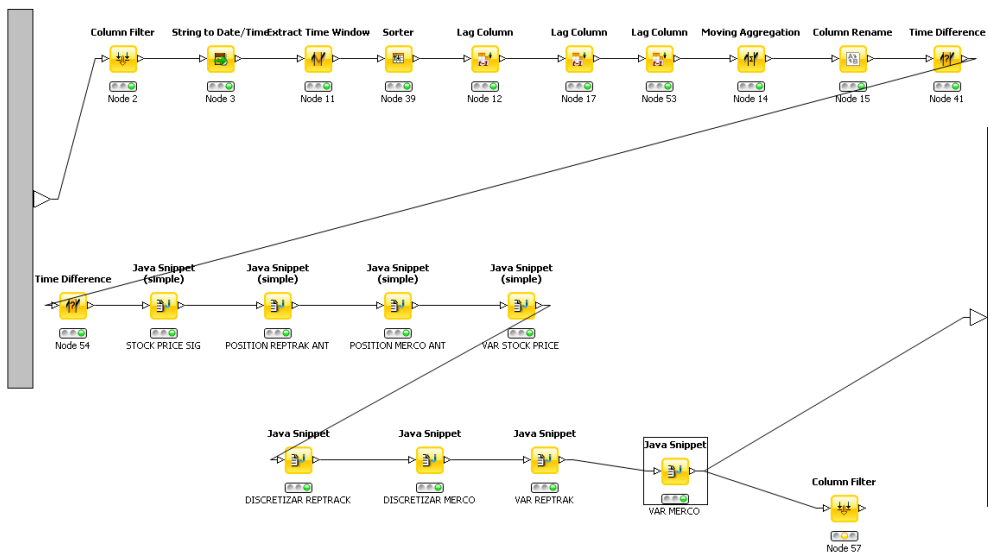 Column Filter String to Date/Time Extract Time Window Sorter Lag Column Lag Column Lag Column Moving Aggregation Column Rename Time Difference
Node 2 Node 3 Node 11 Node 39 Node 12 Node 17 Node 53 Node 14 Node 15 Node 41
Time Difference Java Snippet (simple) Java Snippet (simple) Java Snippet (simple) Java Snippet (simple)
Node 54 STOCK PRICE SIG POSITION REPTRAK ANT POSITION MERCO ANT VAR STOCK PRICE
Java Snippet Java Snippet Java Snippet Java Snippet
DISCRETIZAR REPTRACK DISCRETIZAR MERCO VAR REPTRAK VAR MERCO
Column Filter
Node 57